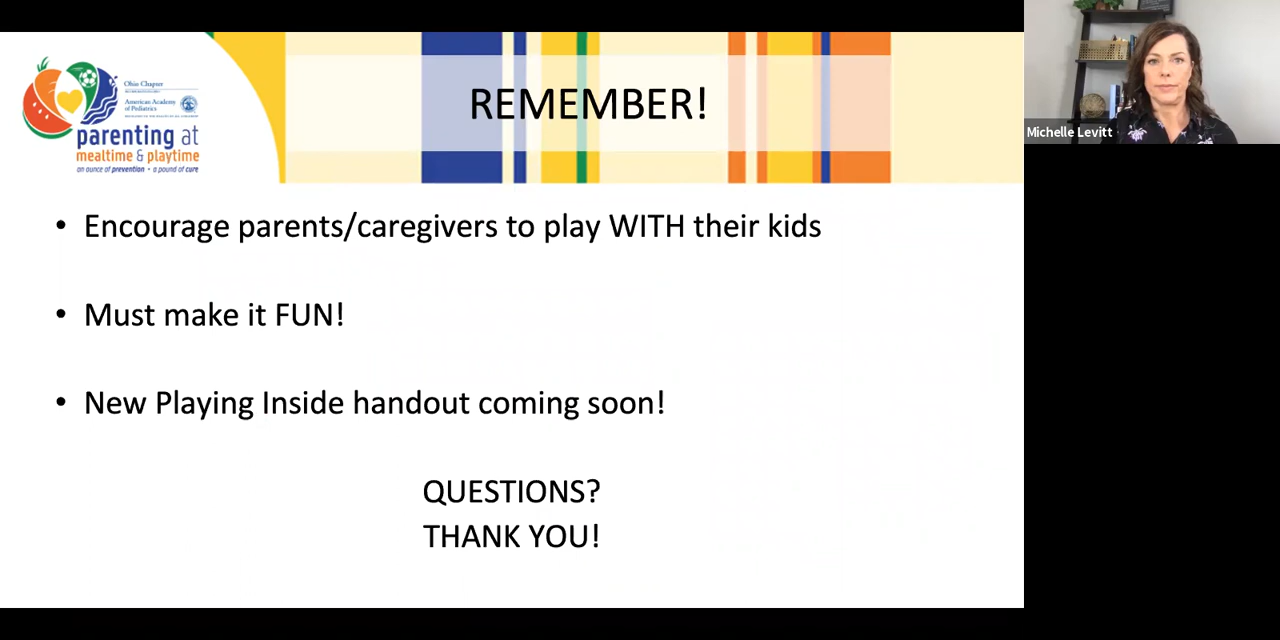 Ohio Chapter
American Academy
of Pediatrics
parenting at
mealtime & playtime
an ounce of prevention • a pound of cure
REMEMBER!
Michelle Levitt
• Encourage parents/caregivers to play WITH their kids
• Must make it FUN!
• New Playing Inside handout coming soon!
QUESTIONS?
THANK YOU!